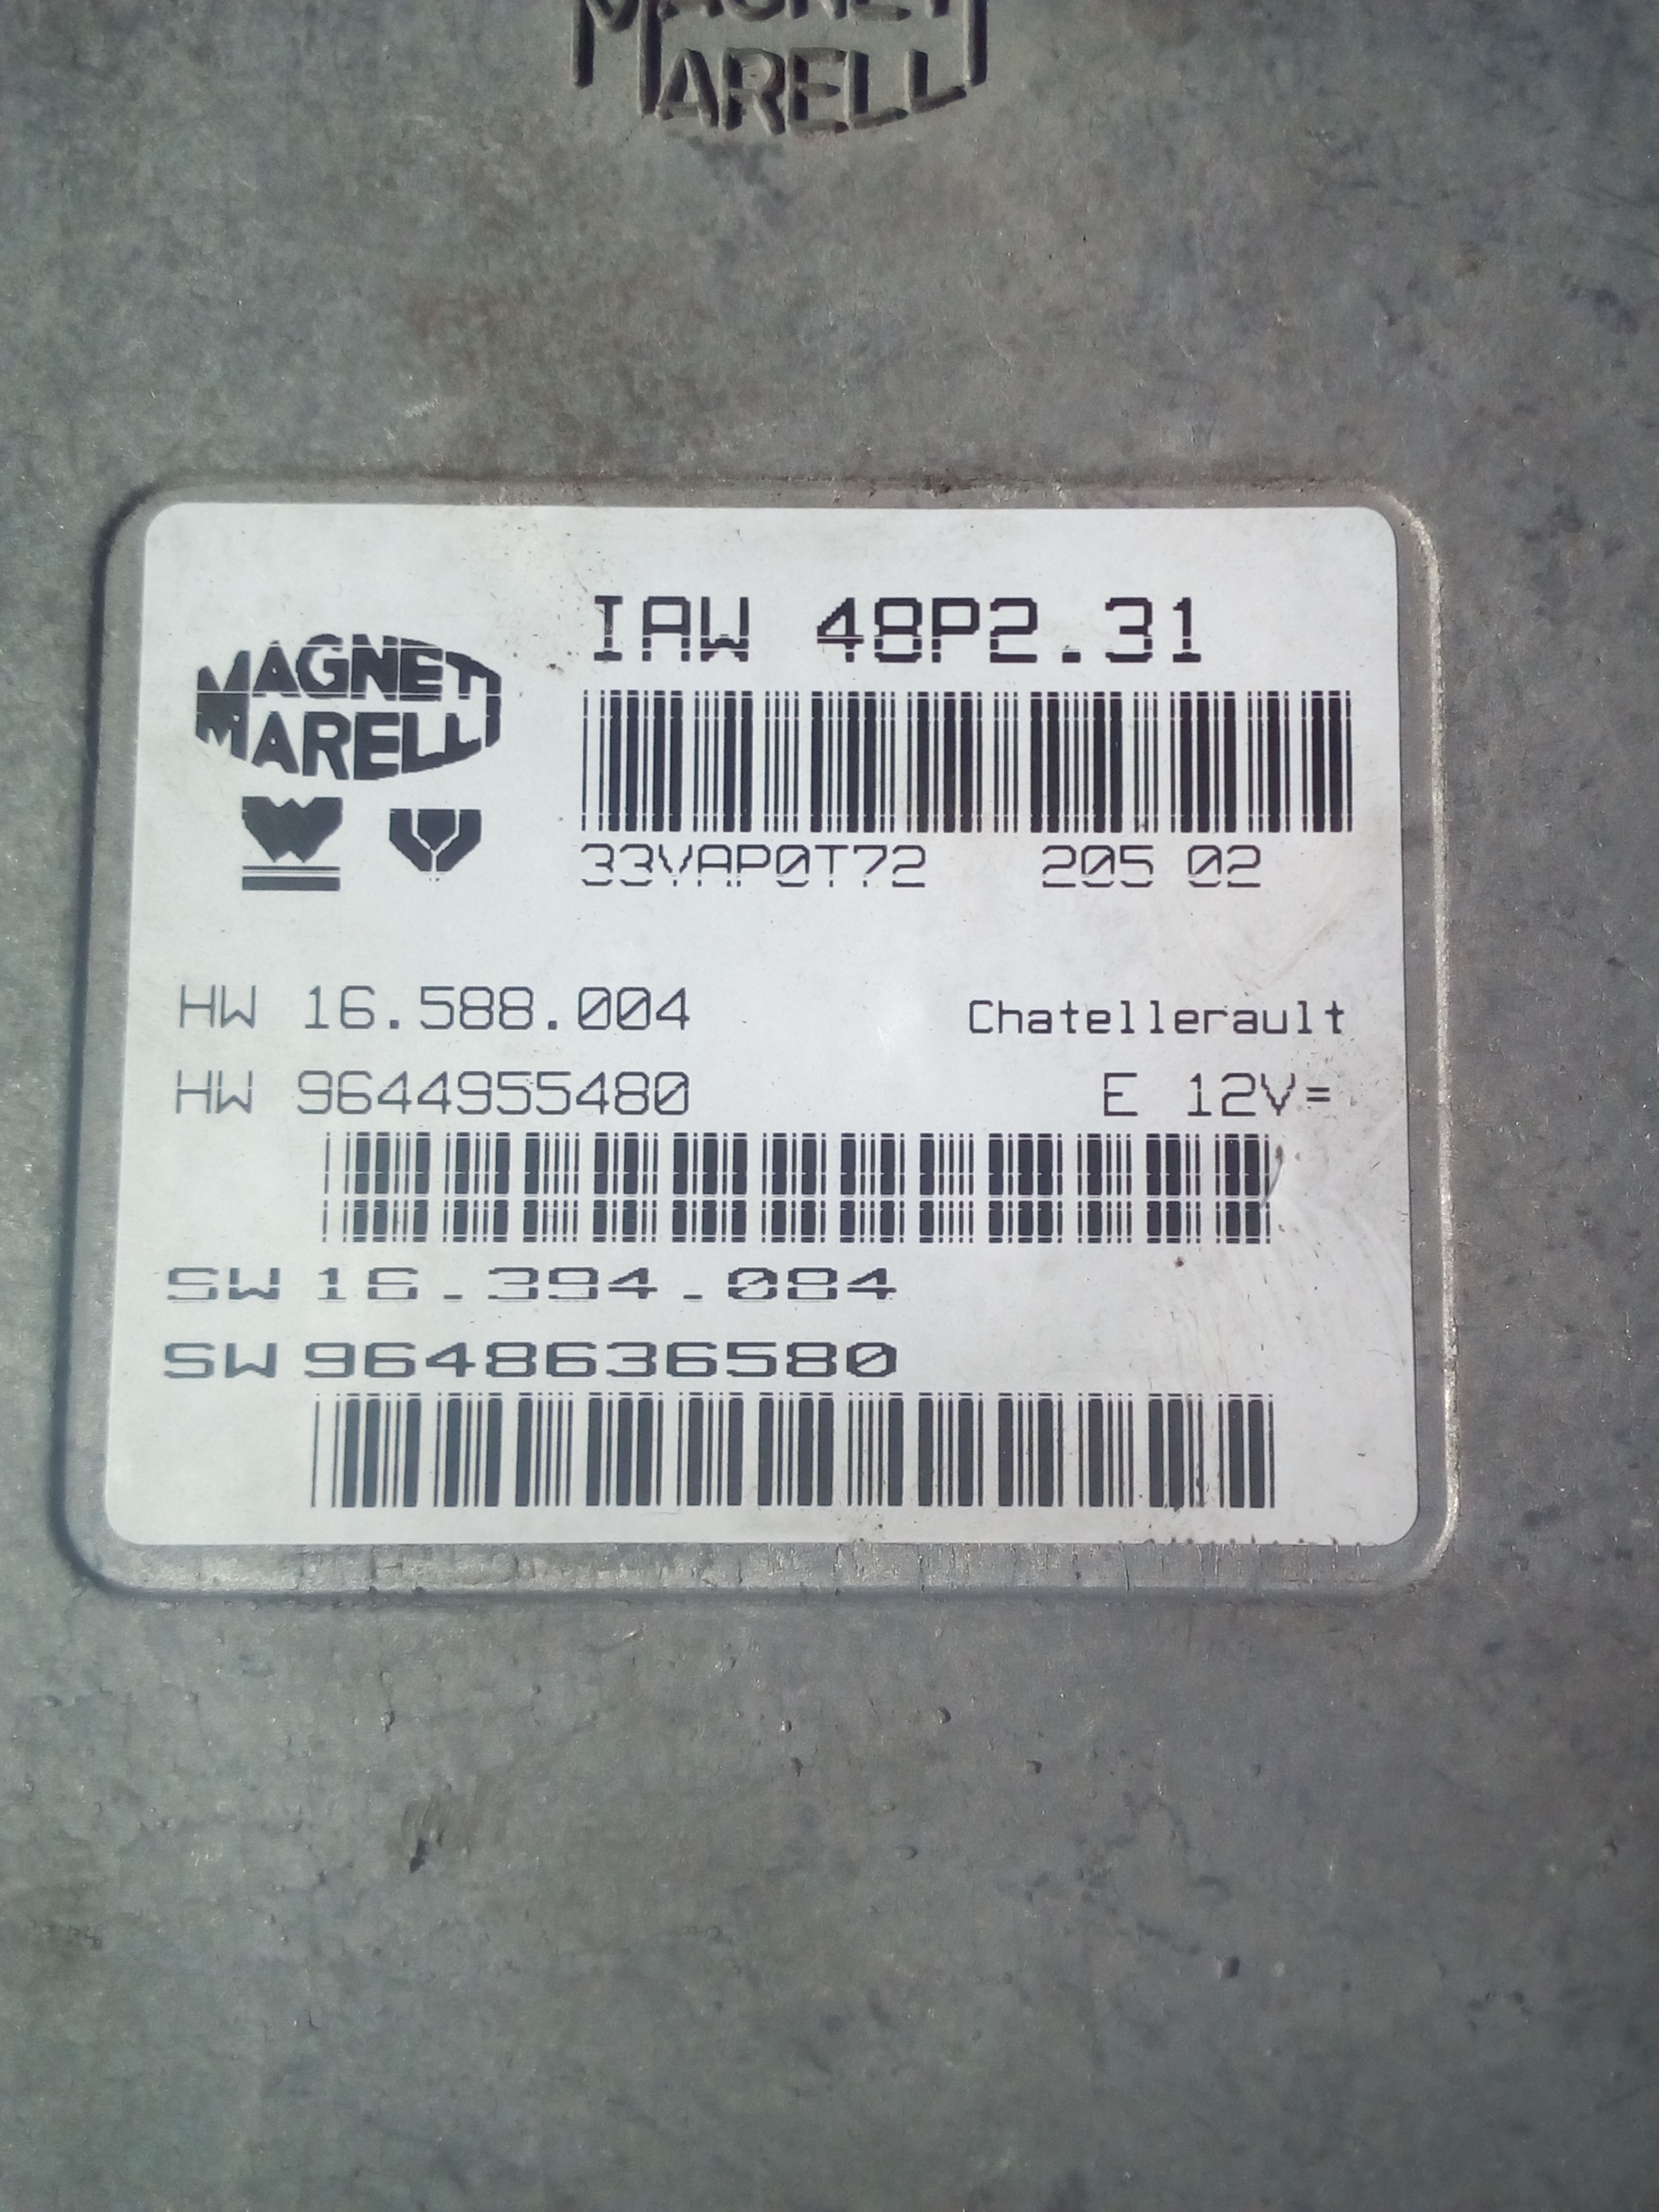 MAGNETI
MARELLI
IAW 48P2.31
MAGNETI
MARELLI
33VAP0T72 205 02
HW 16.588.004 Chatellerault
HW 9644955480 E 12V=
SW 16.394.084
SW 9648636580